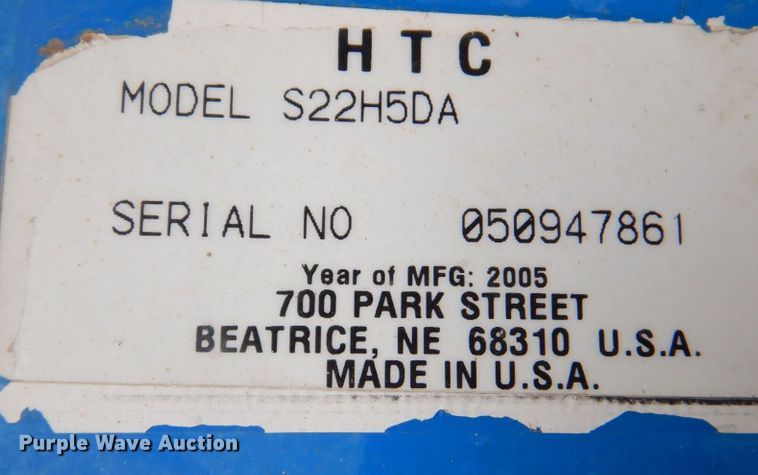 HTC
MODEL S22H5DA
SERIAL NO 050947861
Year of MFG: 2005
700 PARK STREET
BEATRICE, NE 68310 U.S.A.
MADE IN U.S.A.
Purple Wave Auction